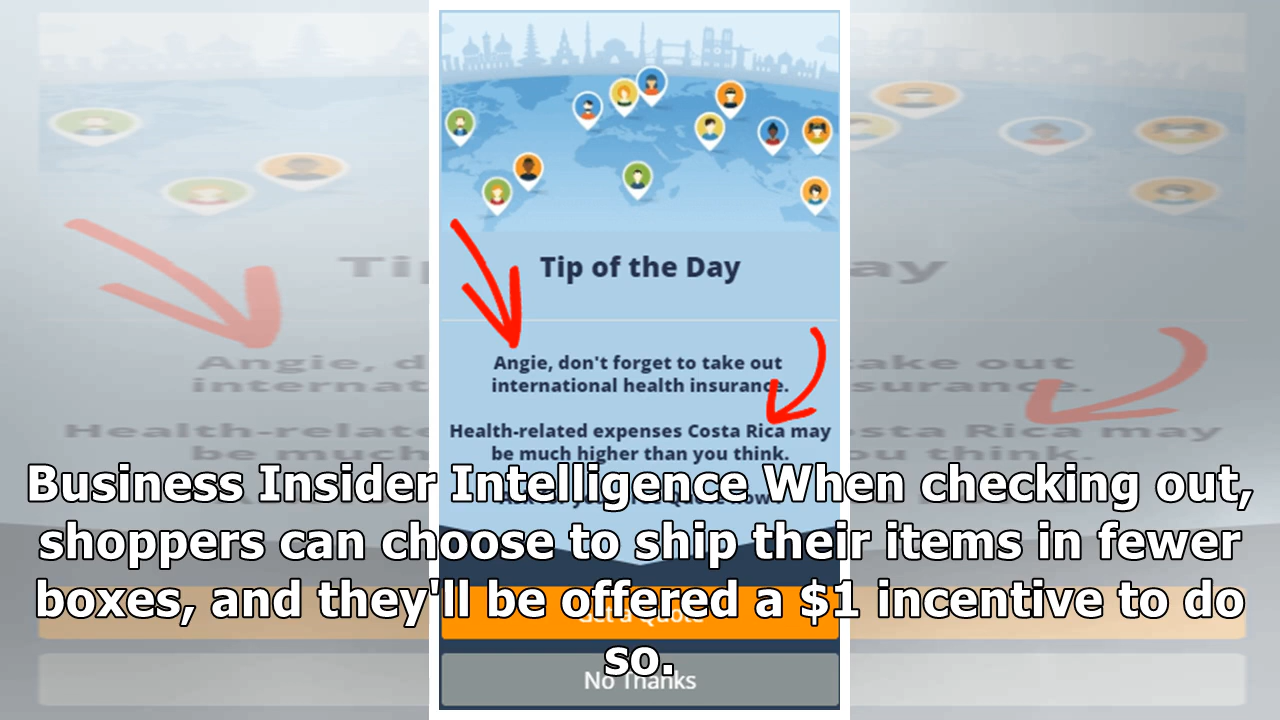 Tip of the Day
Angie, don't forget to take out
international health insurance.
Health-related expenses Costa Rica may
be much higher than you think.
Business Insider Intelligence When checking out,
shoppers can choose to ship their items in fewer
boxes, and they'll be offered a $1 incentive to do
so.
Get a Quote
No Thanks